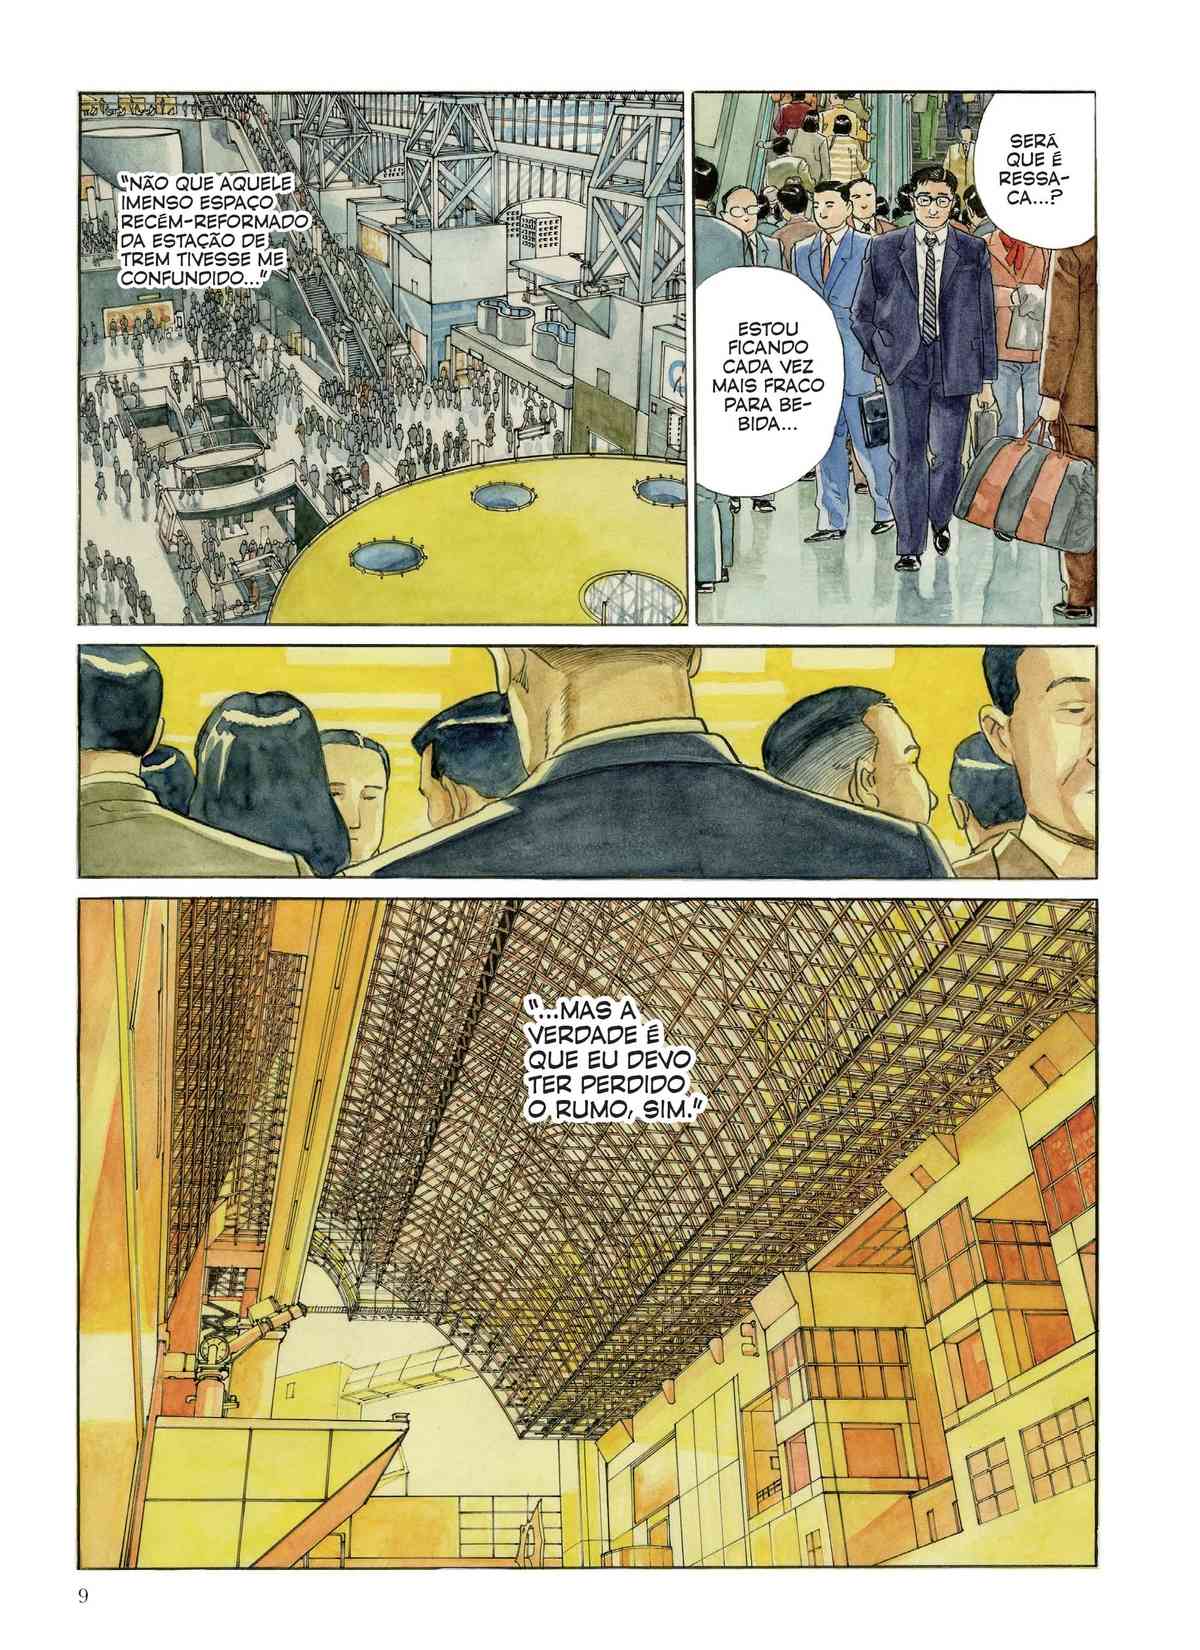 "NÃO QUE AQUELE
IMENSO ESPAÇO
RECÉM-REFORMADO
DA ESTAÇÃO DE
TREM TIVESSE ME
CONFUNDIDO..."
SERÁ
QUE É
RESSA-
CA...?
ESTOU
FICANDO
CADA VEZ
MAIS FRACO
PARA BE-
BIDA...
"...MAS A
VERDADE É
QUE EU DEVO
TER PERDIDO
O RUMO, SIM."
9